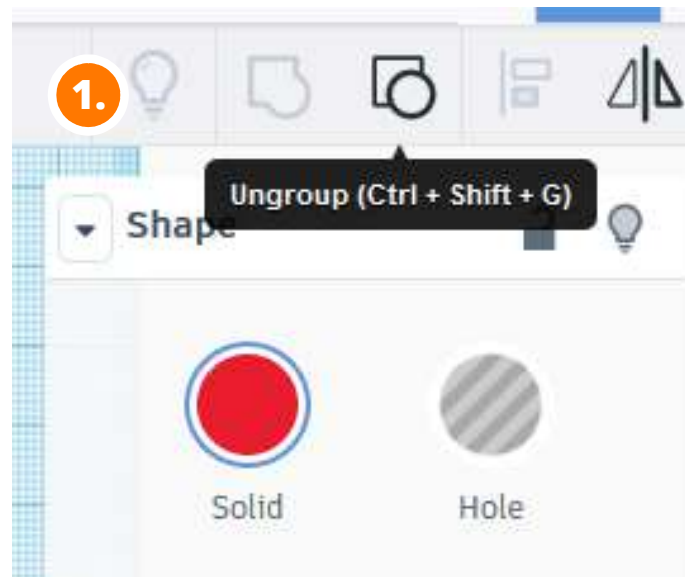 1.
Ungroup (Ctrl + Shift + G)
Shape
Solid
Hole